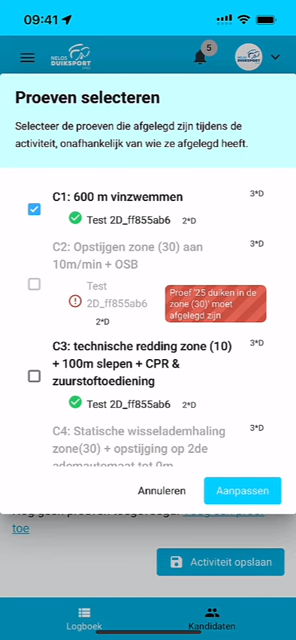 09:41
NELOS
DUIKSPORT
5
Proeven selecteren
Selecteer de proeven die afgelegd zijn tijdens de
activiteit, onafhankelijk van wie ze afgelegd heeft.
C1: 600 m vinzwemmen 3*D
Test 2D_ff855ab6 2*D
C2: Opstijgen zone (30) aan 3*D
10m/min + OSB
Test
2D_ff855ab6
2*D
Proef '25 duiken in de
zone (30)' moet
afgelegd zijn
C3: technische redding zone (10) 3*D
+ 100m slepen + CPR &
zuurstoftoediening
Test 2D_ff855ab6 2*D
C4: Statische wisselademhaling 3*D
zone(30) + opstijging op 2de
ademautomaat tot 0m
Annuleren Aanpassen
toe
Activiteit opslaan
Logboek Kandidaten